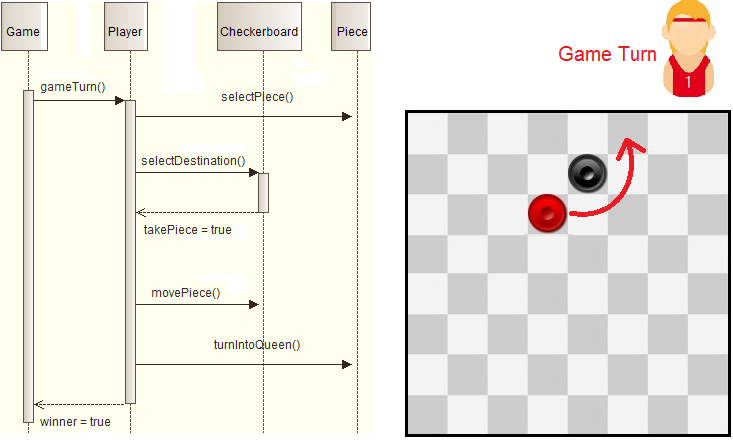 Game
Player
Checkerboard
Piece
gameTurn()
selectPiece()
selectDestination()
takePiece = true
movePiece()
turnIntoQueen()
winner = true
Game Turn
1